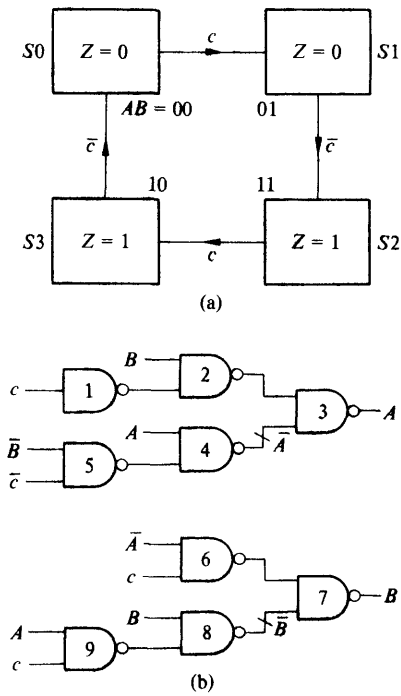 S0 Z = 0 c Z = 0 S1
AB = 00 01
c̄ c̄
10 11
S3 Z = 1 c Z = 1 S2
(a)
B 2
c 1 3 A
A 4 Ā
B̄ 5
c̄
Ā 6
c 7 B
B 8 B̄
A 9
c
(b)